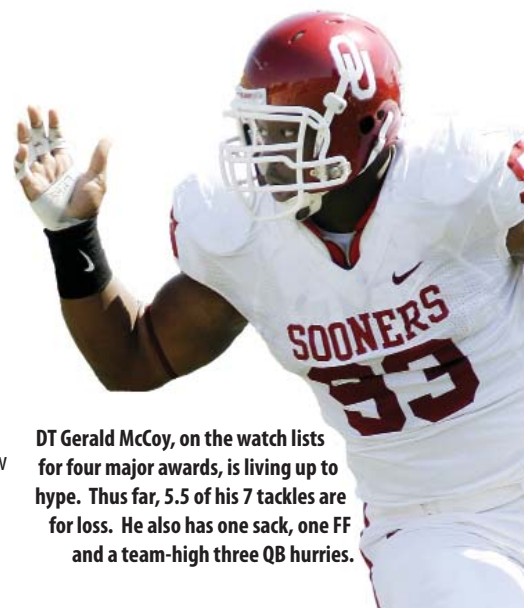 OU
SOONERS
93
DT Gerald McCoy, on the watch lists
for four major awards, is living up to
hype. Thus far, 5.5 of his 7 tackles are
for loss. He also has one sack, one FF
and a team-high three QB hurries.